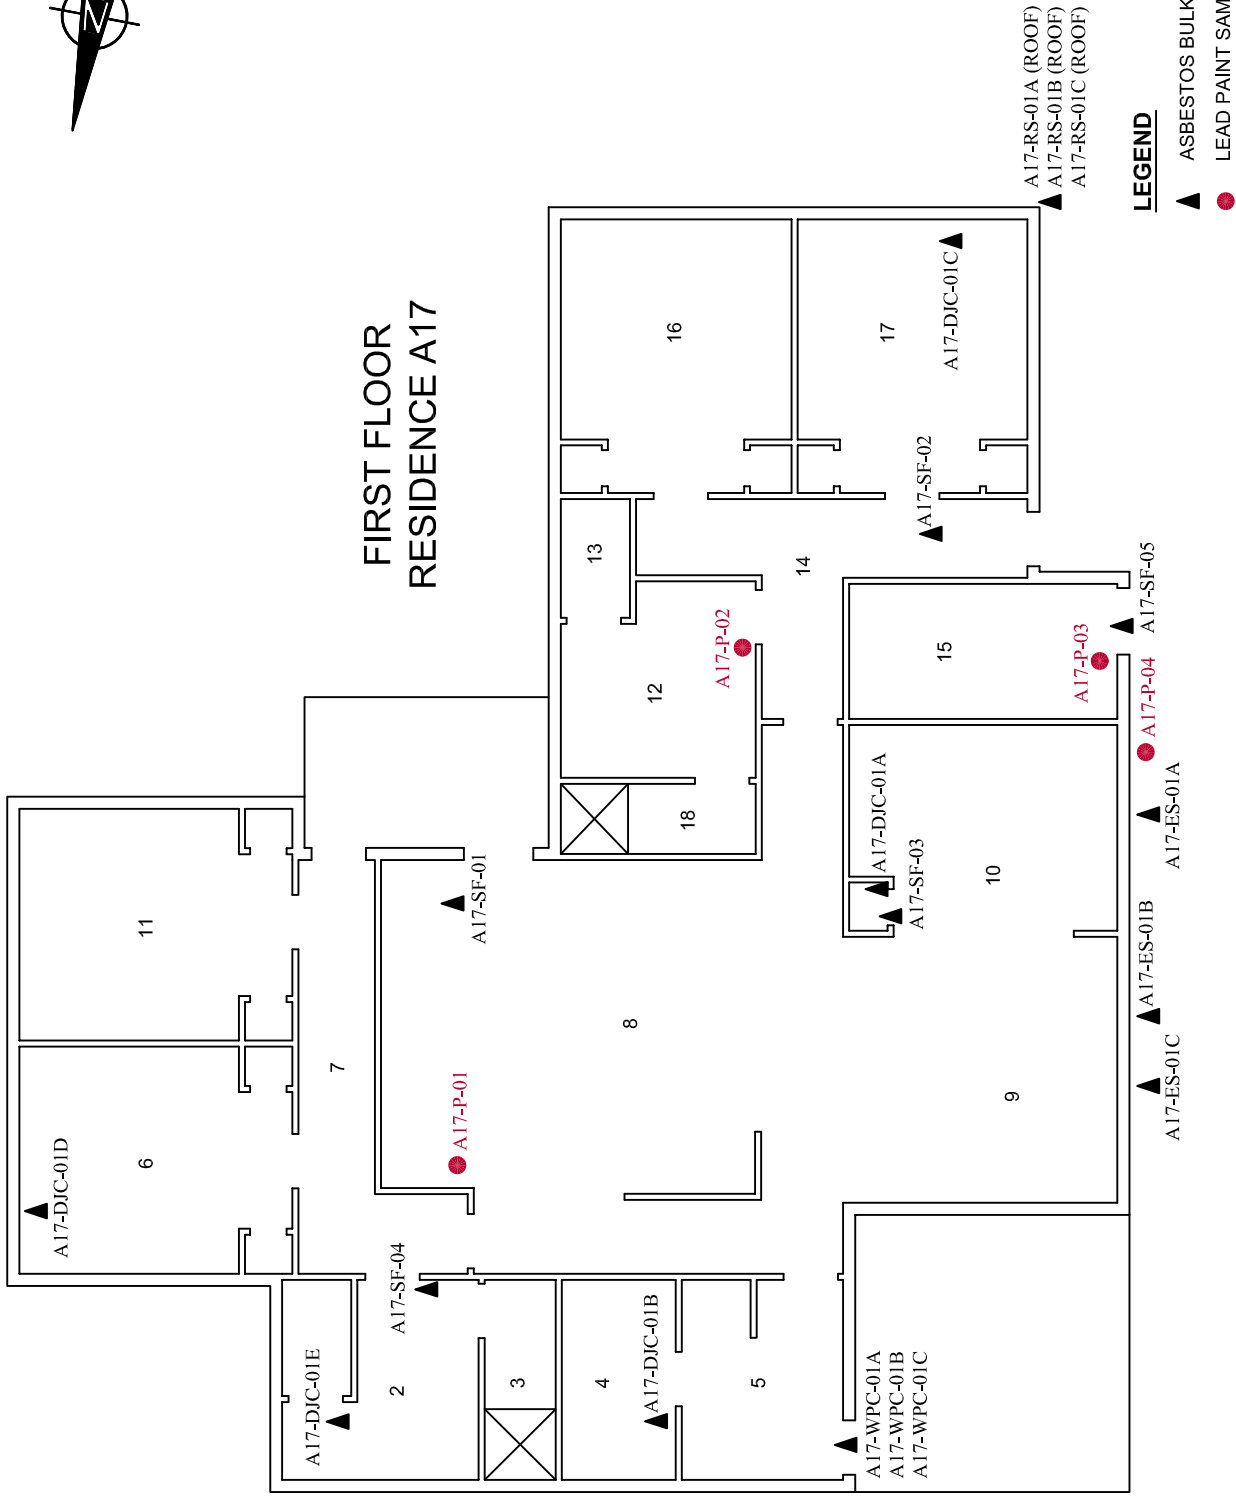 N
FIRST FLOOR
RESIDENCE A17
A17-RS-01A (ROOF)
A17-RS-01B (ROOF)
A17-RS-01C (ROOF)
LEGEND
ASBESTOS BULK
LEAD PAINT SAM
16
17
A17-DJC-01C
A17-SF-02
13
14
12
A17-P-02
15
A17-P-03
A17-SF-05
A17-P-04
18
A17-DJC-01A
A17-SF-03
10
A17-ES-01A
A17-ES-01B
A17-ES-01C
11
A17-SF-01
8
7
A17-P-01
9
6
A17-DJC-01D
A17-SF-04
A17-DJC-01E
2
3
4
A17-DJC-01B
5
A17-WPC-01A
A17-WPC-01B
A17-WPC-01C